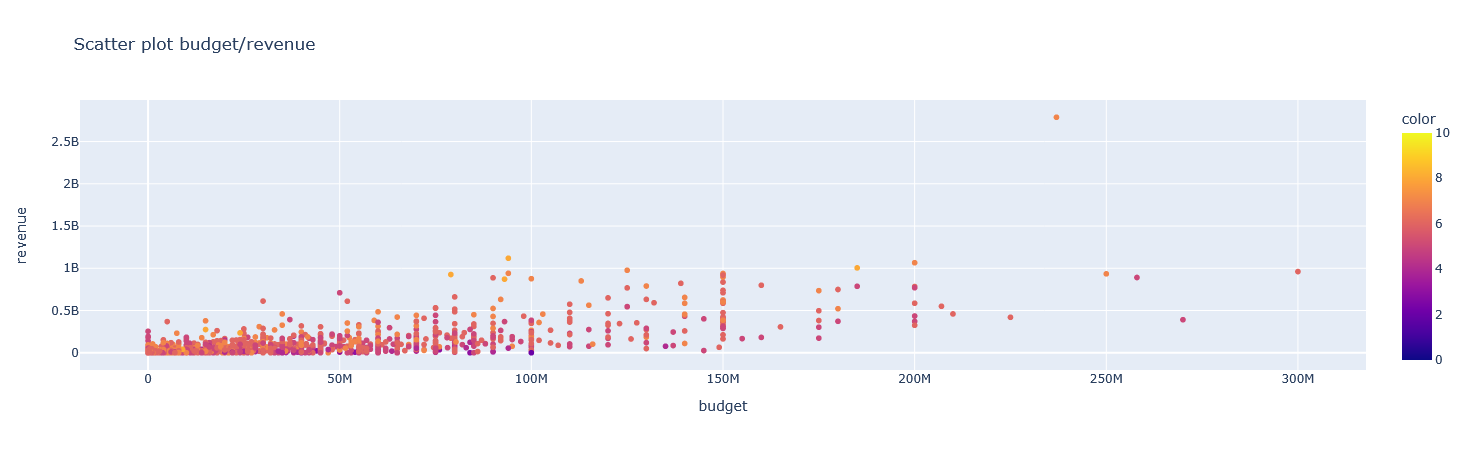 Scatter plot budget/revenue
color
10
8
6
4
2
0
2.5B
2B
1.5B
1B
0.5B
0
revenue
0 50M 100M 150M 200M 250M 300M
budget